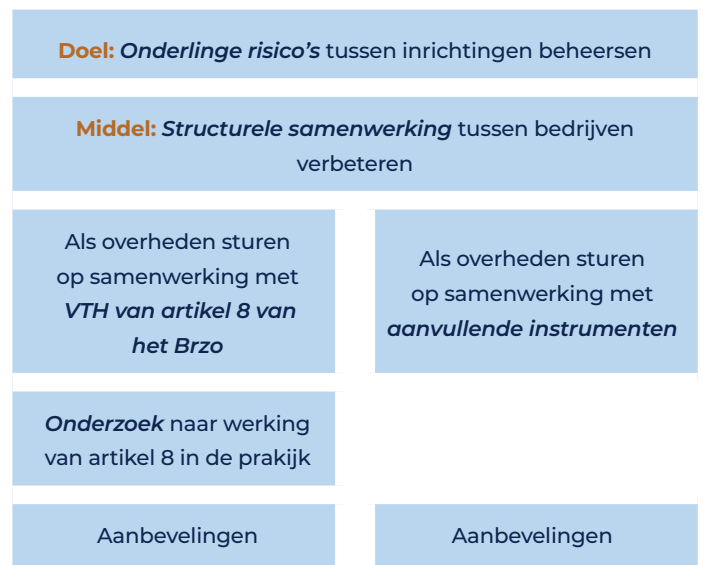 Doel: Onderlinge risico's tussen inrichtingen beheersen
Middel: Structurele samenwerking tussen bedrijven
verbeteren
Als overheden sturen
op samenwerking met
VTH van artikel 8 van
het Brzo
Als overheden sturen
op samenwerking met
aanvullende instrumenten
Onderzoek naar werking
van artikel 8 in de prakijk
Aanbevelingen
Aanbevelingen